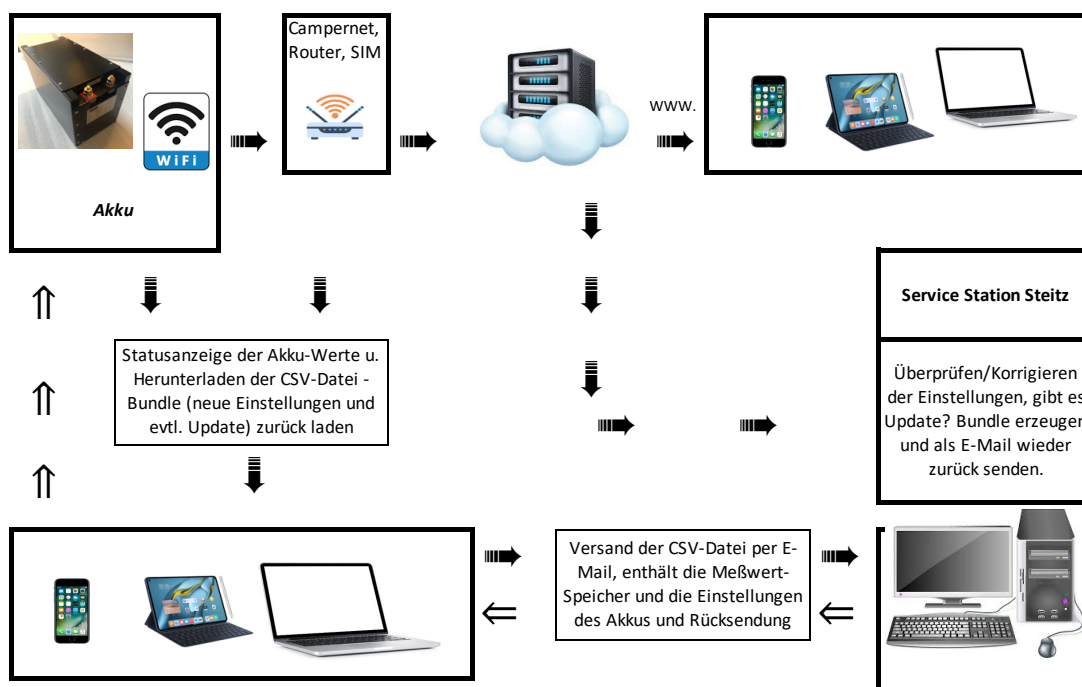 Campernet,
Router, SIM
WiFi
Akku
www.
Service Station Steitz
Statusanzeige der Akku-Werte u.
Herunterladen der CSV-Datei -
Bundle (neue Einstellungen und
evtl. Update) zurück laden
Überprüfen/Korrigieren
der Einstellungen, gibt es
Update? Bundle erzeugen
und als E-Mail wieder
zurück senden.
Versand der CSV-Datei per E-
Mail, enthält die Meßwert-
Speicher und die Einstellungen
des Akkus und Rücksendung